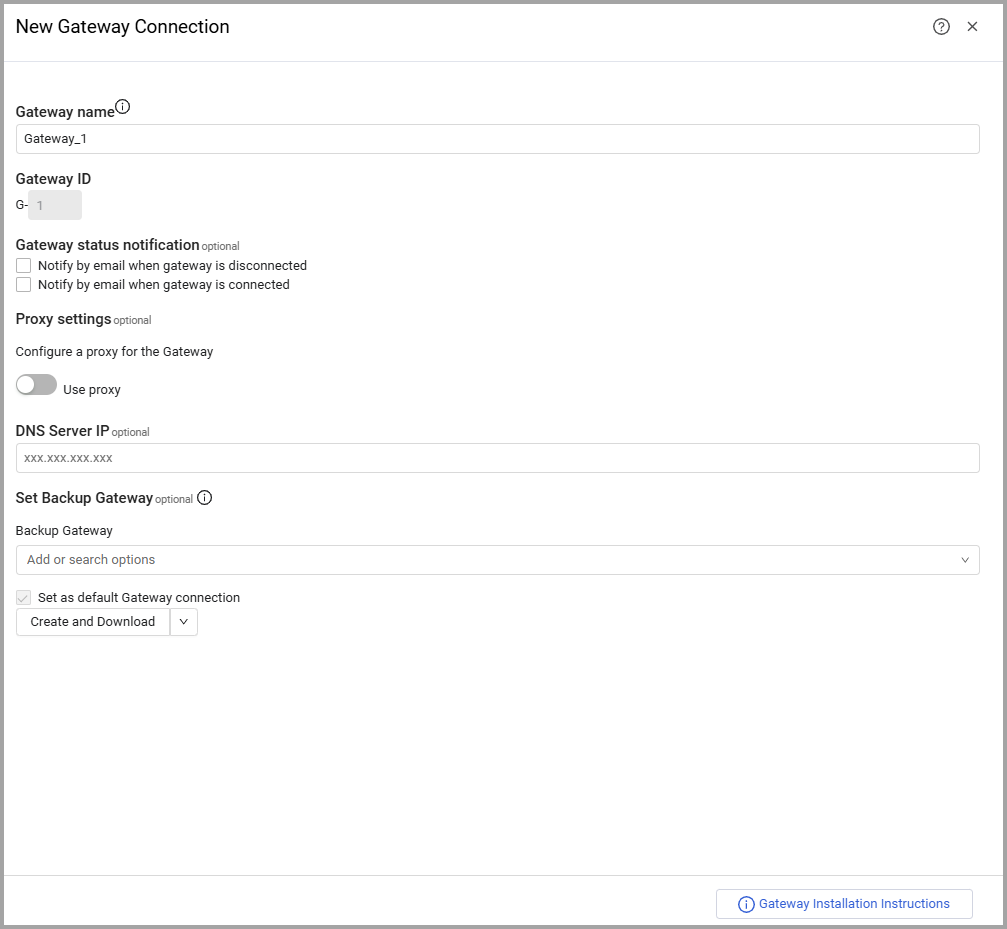 New Gateway Connection
Gateway name
Gateway_1
Gateway ID
G- 1
Gateway status notification optional
Notify by email when gateway is disconnected
Notify by email when gateway is connected
Proxy settings optional
Configure a proxy for the Gateway
Use proxy
DNS Server IP optional
xxx.xxx.xxx.xxx
Set Backup Gateway optional
Backup Gateway
Add or search options
Set as default Gateway connection
Create and Download
Gateway Installation Instructions